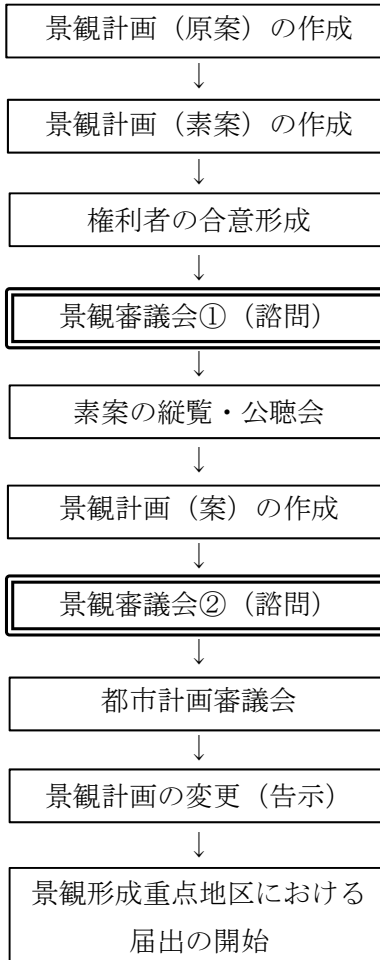 景観計画（原案）の作成
↓
景観計画（素案）の作成
↓
権利者の合意形成
↓
景観審議会①（諮問）
↓
素案の縦覧・公聴会
↓
景観計画（案）の作成
↓
景観審議会②（諮問）
↓
都市計画審議会
↓
景観計画の変更（告示）
↓
景観形成重点地区における
届出の開始